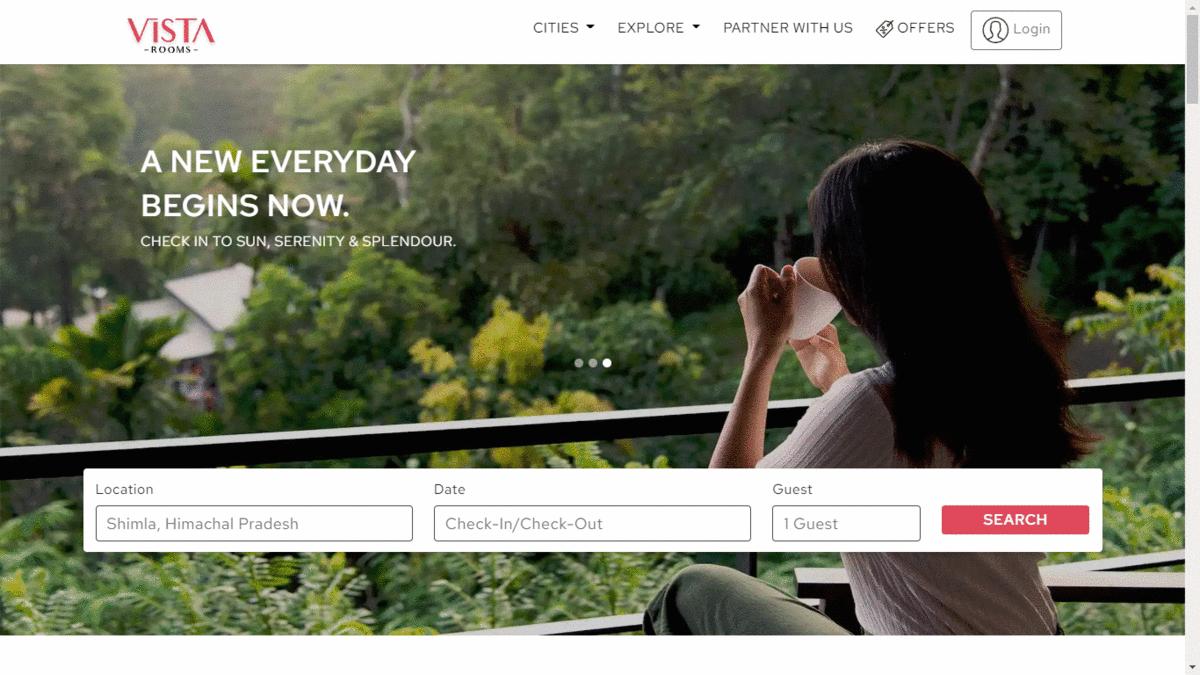 VISTA
-ROOMS-
CITIES
EXPLORE
PARTNER WITH US
OFFERS
Login
A NEW EVERYDAY
BEGINS NOW.
CHECK IN TO SUN, SERENITY & SPLENDOUR.
Location
Date
Guest
Shimla, Himachal Pradesh
Check-In/Check-Out
1 Guest
SEARCH